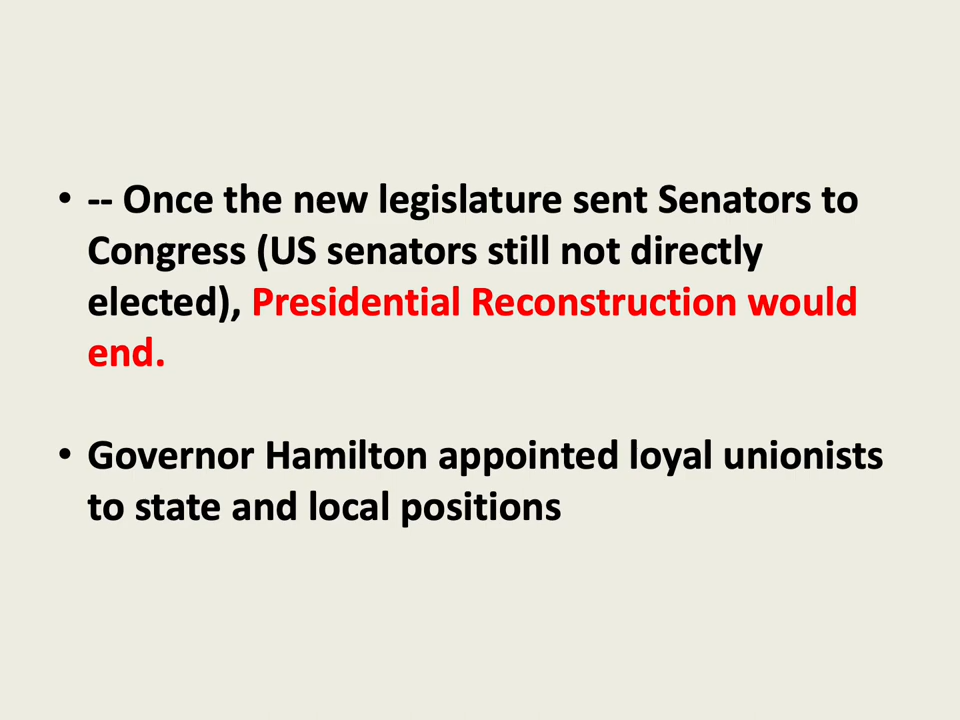 • -- Once the new legislature sent Senators to
Congress (US senators still not directly
elected), Presidential Reconstruction would
end.
• Governor Hamilton appointed loyal unionists
to state and local positions